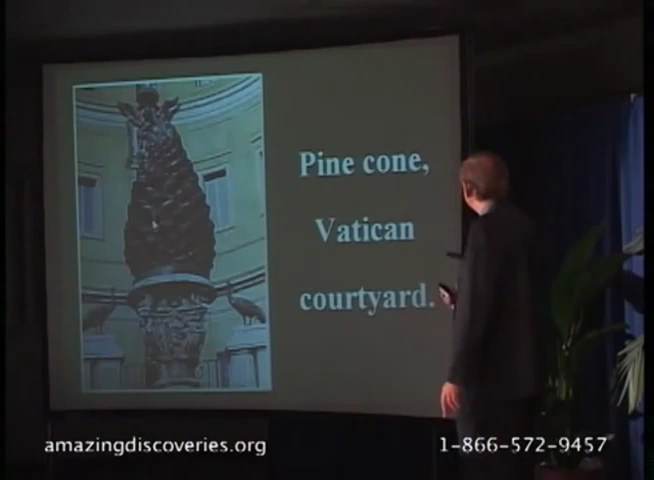 Pine cone,
Vatican
courtyard.
amazingdiscoveries.org
1-866-572-9457